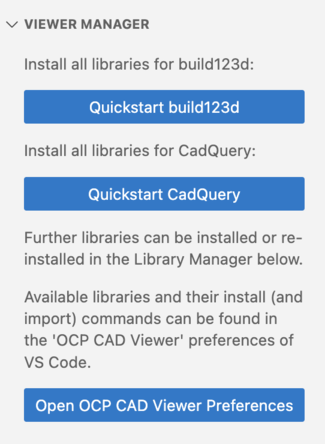 VIEWER MANAGER
Install all libraries for build123d:
Quickstart build123d
Install all libraries for CadQuery:
Quickstart CadQuery
Further libraries can be installed or re-
installed in the Library Manager below.
Available libraries and their install (and
import) commands can be found in
the 'OCP CAD Viewer' preferences of
VS Code.
Open OCP CAD Viewer Preferences